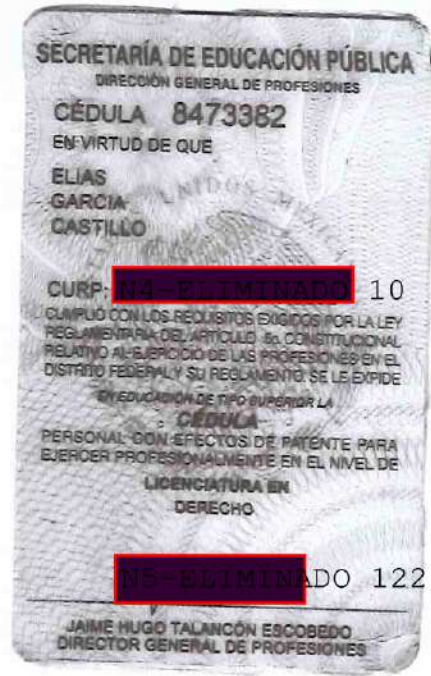 SECRETARÍA DE EDUCACIÓN PÚBLICA
DIRECCIÓN GENERAL DE PROFESIONES
CÉDULA 8473382
EN VIRTUD DE QUE
ELIAS
GARCIA
CASTILLO
UNIDOS MEXIC
CURP: N4-ELIMINADO 10
CUMPLIO CON LOS REQUISITOS EXIGIDOS POR LA LEY
REGLAMENTARIA DEL ARTICULO 5o. CONSTITUCIONAL
RELATIVO AL EJERCICIO DE LAS PROFESIONES EN EL
DISTRITO FEDERAL Y SU REGLAMENTO SE LE EXPIDE
EN EDUCACIÓN DE TIPO SUPERIOR LA
CÉDULA
PERSONAL CON EFECTOS DE PATENTE PARA
EJERCER PROFESIONALMENTE EN EL NIVEL DE
LICENCIATURA EN
DERECHO
N5-ELIMINADO 122
JAIME HUGO TALANCÓN ESCOBEDO
DIRECTOR GENERAL DE PROFESIONES